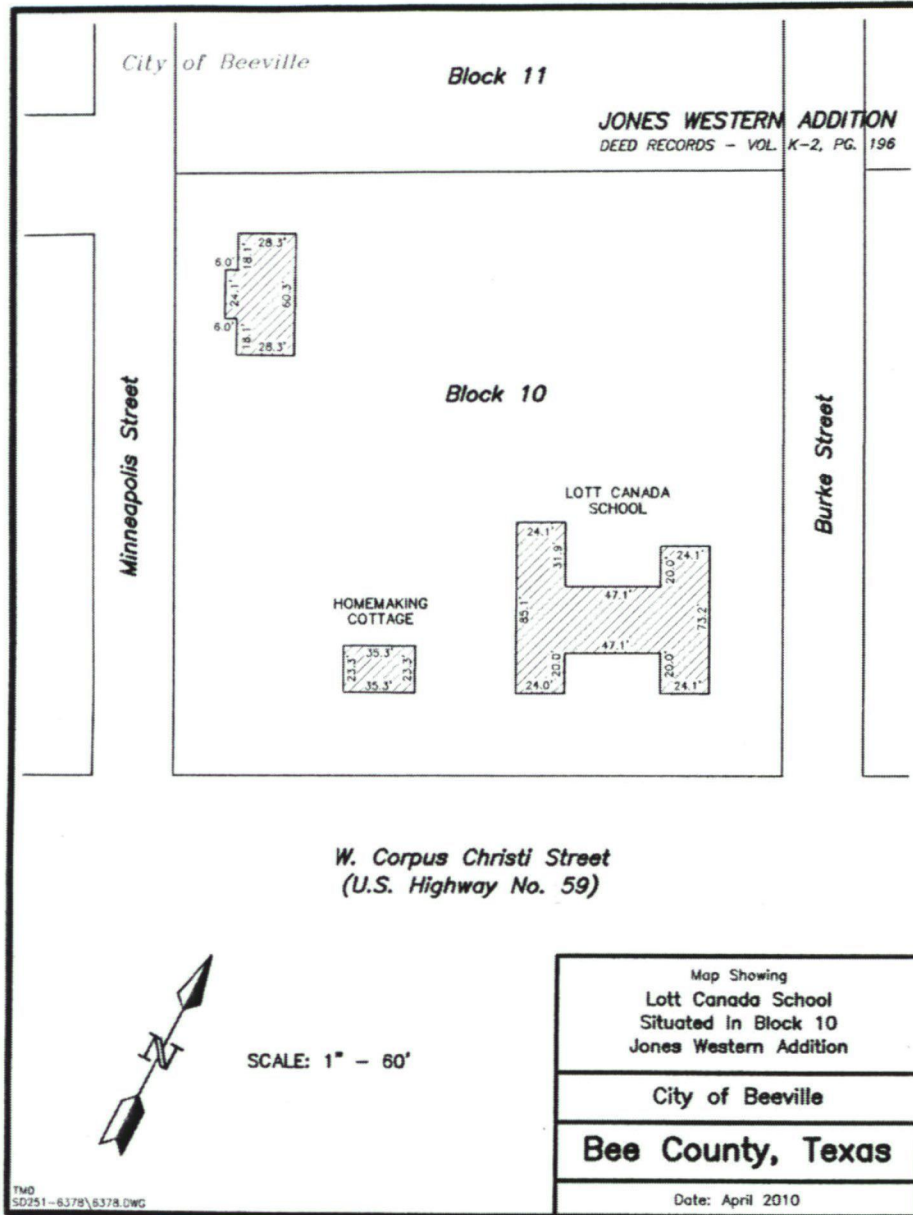 City of Beeville
Block 11
JONES WESTERN ADDITION
DEED RECORDS - VOL. K-2, PG. 196
28.3'
6.0'
18.1'
24.1'
60.3'
6.0'
18.1'
28.3'
Minneapolis Street
Block 10
Burke Street
LOTT CANADA
SCHOOL
24.1'
31.9'
24.1'
20.0'
47.1'
85.1'
73.2'
47.1'
20.0'
20.0'
24.0'
24.1'
HOMEMAKING
COTTAGE
35.3'
23.3'
23.3'
35.3'
W. Corpus Christi Street
(U.S. Highway No. 59)
N
SCALE: 1" - 60'
Map Showing
Lott Canada School
Situated in Block 10
Jones Western Addition
City of Beeville
Bee County, Texas
Date: April 2010
TMD
SD251-6378\6378.DWG